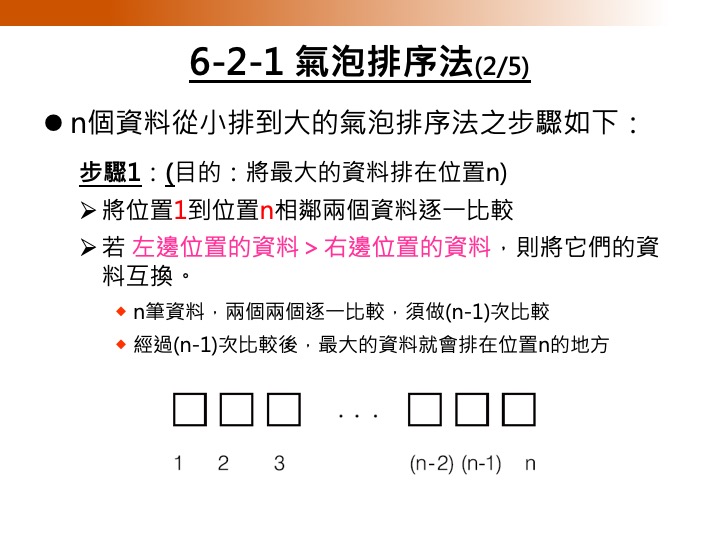 6-2-1 氣泡排序法(2/5)
n個資料從小排到大的氣泡排序法之步驟如下：
步驟1：(目的：將最大的資料排在位置n)
將位置1到位置n相鄰兩個資料逐一比較
若 左邊位置的資料 > 右邊位置的資料，則將它們的資
料互換。
n筆資料，兩個兩個逐一比較，須做(n-1)次比較
經過(n-1)次比較後，最大的資料就會排在位置n的地方
. . .
1 2 3 (n-2) (n-1) n